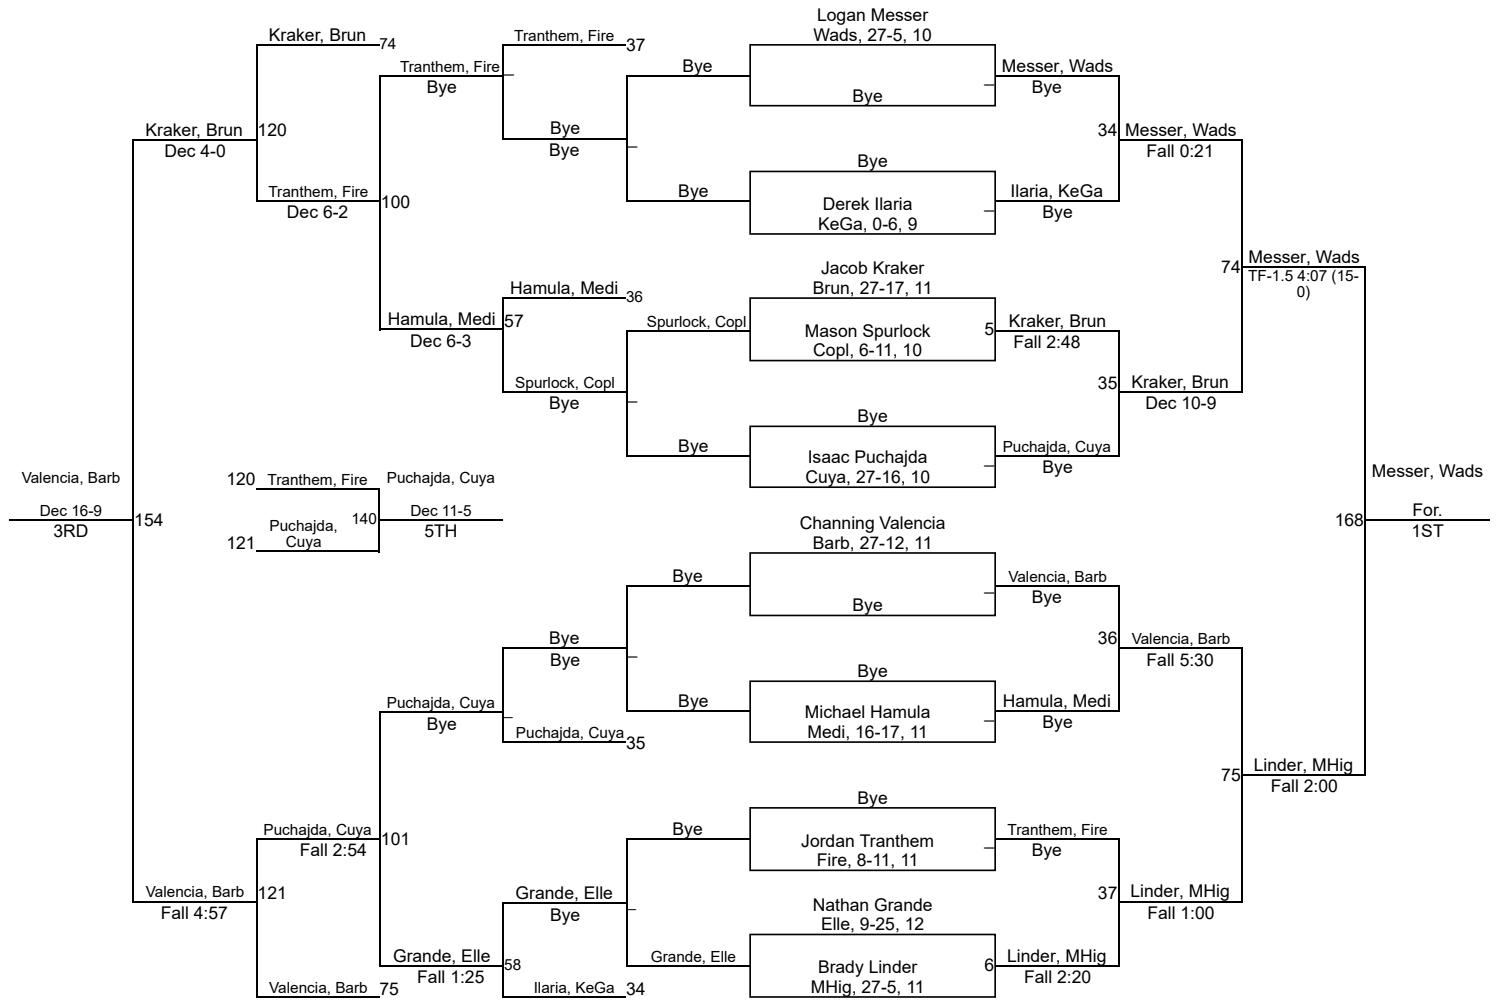 Logan Messer
Kraker, Brun 74
Tranthem, Fire 37
Wads, 27-5, 10
Tranthem, Fire
Bye
Bye
Messer, Wads
Bye
Bye
Kraker, Brun 120
Dec 4-0
Bye
Bye
34 Messer, Wads
Fall 0:21
Bye
Tranthem, Fire 100
Dec 6-2
Bye
Derek Ilaria
KeGa, 0-6, 9
Ilaria, KeGa
Bye
74 Messer, Wads
TF-1.5 4:07 (15-
0)
Jacob Kraker
Brun, 27-17, 11
Hamula, Medi 36
Hamula, Medi 57
Dec 6-3
Spurlock, Copl
Mason Spurlock
Copl, 6-11, 10
5 Kraker, Brun
Fall 2:48
Spurlock, Copl
Bye
35 Kraker, Brun
Dec 10-9
Bye
Bye
Isaac Puchajda
Cuya, 27-16, 10
Puchajda, Cuya
Bye
Valencia, Barb
Dec 16-9
3RD
154
120 Tranthem, Fire
121 Puchajda,
Cuya
140
Puchajda, Cuya
Dec 11-5
5TH
Messer, Wads
168 For.
1ST
Channing Valencia
Barb, 27-12, 11
Bye
Bye
Valencia, Barb
Bye
Bye
Bye
36 Valencia, Barb
Fall 5:30
Bye
Puchajda, Cuya
Bye
Bye
Michael Hamula
Medi, 16-17, 11
Hamula, Medi
Bye
Puchajda, Cuya 35
75 Linder, MHig
Fall 2:00
Bye
Puchajda, Cuya 101
Fall 2:54
Bye
Jordan Tranthem
Fire, 8-11, 11
Tranthem, Fire
Bye
Valencia, Barb 121
Fall 4:57
Grande, Elle
Bye
Nathan Grande
Elle, 9-25, 12
37 Linder, MHig
Fall 1:00
Grande, Elle 58
Fall 1:25
Grande, Elle
Brady Linder
MHig, 27-5, 11
6 Linder, MHig
Fall 2:20
Valencia, Barb 75
Ilaria, KeGa 34